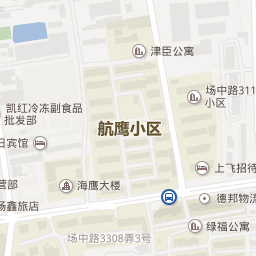 津臣公寓
场中路311
小区
凯红冷冻副食品
批发部
航鹰小区
日宾馆
上飞招待
营部
海鹰大楼
扬鑫旅店
德邦物流
绿福公寓
场中路3308弄3号